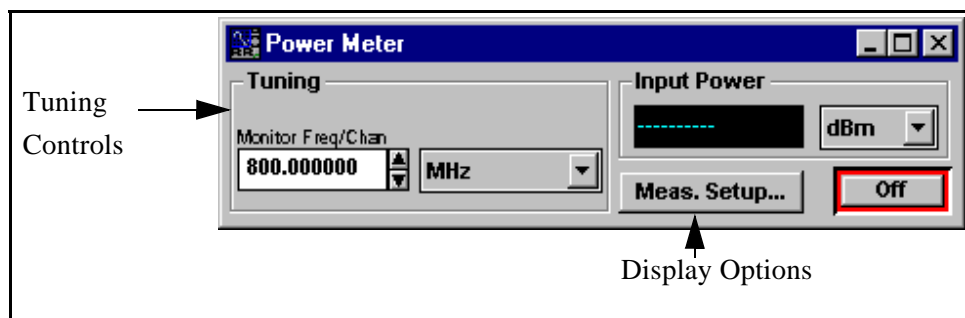 Power Meter
Tuning
Input Power
Tuning
Controls
----------
dBm
Monitor Freq/Chan
800.000000
MHz
Meas. Setup...
Off
Display Options